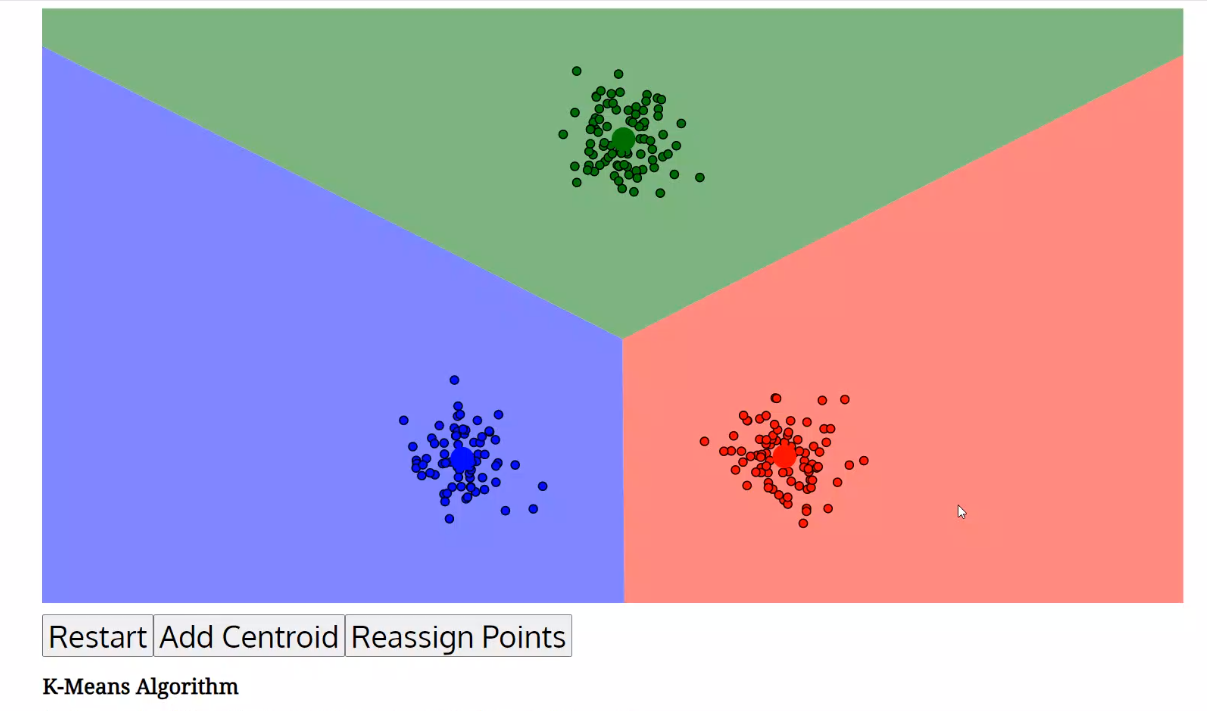 Restart Add Centroid Reassign Points
K-Means Algorithm